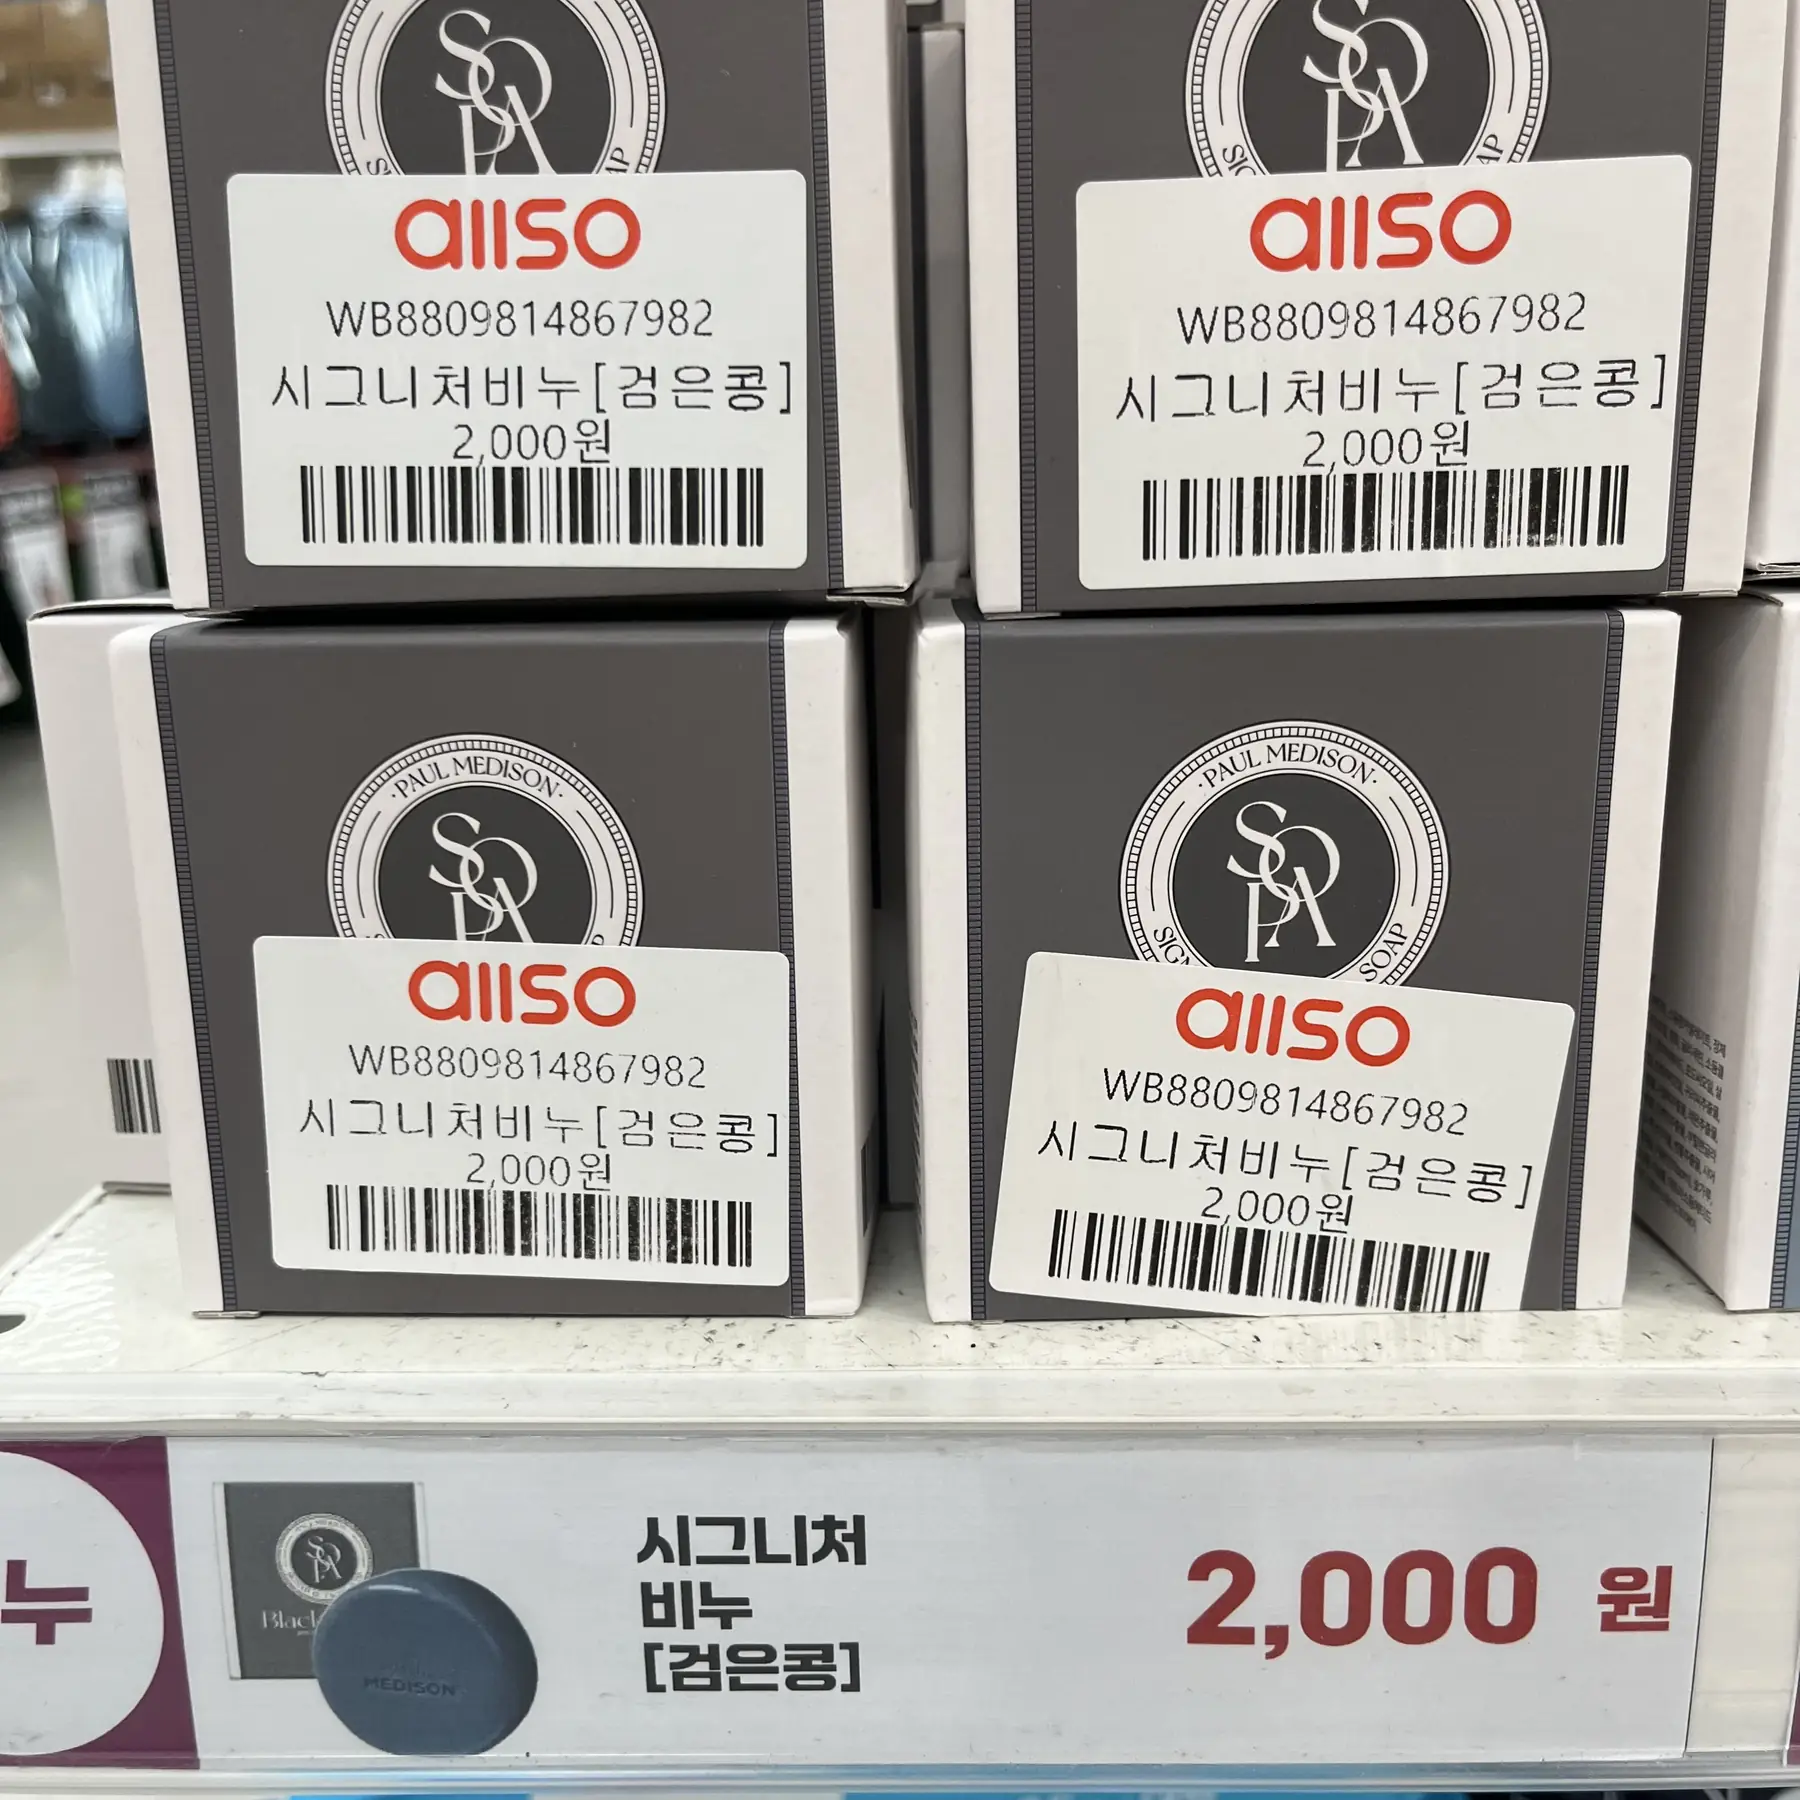 SOPA
AP
aiiso
WB8809814867982
시그니처비누[검은콩]
2,000원
SOPA
aiiso
WB8809814867982
시그니처비누[검은콩]
2,000원
·PAUL MEDISON·
SOPA
aiiso
WB8809814867982
시그니처비누[검은콩]
2,000원
·PAUL MEDISON·
SOPA
SOAP
aiiso
WB8809814867982
시그니처비누[검은콩]
2,000원
누
SOPA
Black
MEDISON
시그니처
비누
[검은콩]
2,000 원